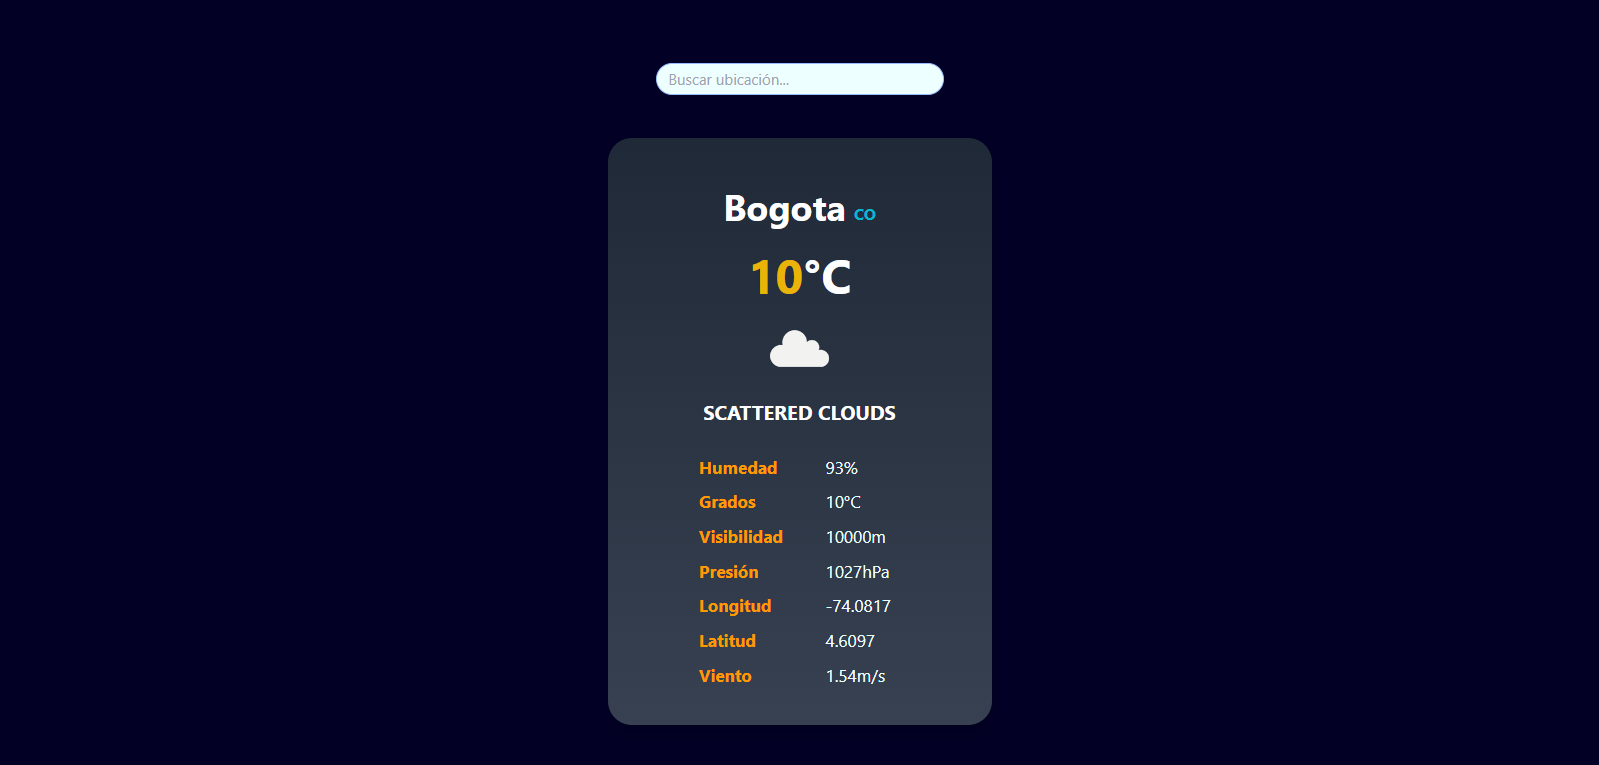 Buscar ubicación...
Bogota CO
10°C
SCATTERED CLOUDS
Humedad 93%
Grados 10°C
Visibilidad 10000m
Presión 1027hPa
Longitud -74.0817
Latitud 4.6097
Viento 1.54m/s